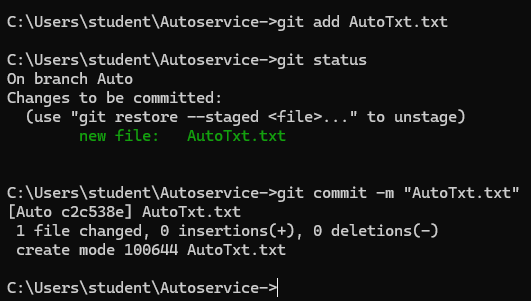 C:\Users\student\Autoservice->git add AutoTxt.txt
C:\Users\student\Autoservice->git status
On branch Auto
Changes to be committed:
  (use "git restore --staged <file>..." to unstage)
        new file:   AutoTxt.txt
C:\Users\student\Autoservice->git commit -m "AutoTxt.txt"
[Auto c2c538e] AutoTxt.txt
 1 file changed, 0 insertions(+), 0 deletions(-)
 create mode 100644 AutoTxt.txt
C:\Users\student\Autoservice->